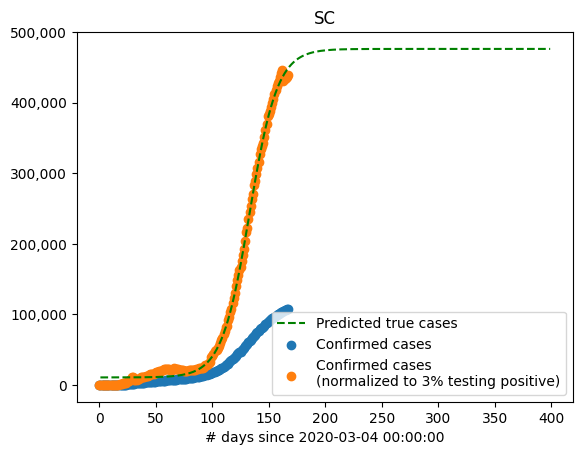 SC
500,000
400,000
300,000
200,000
100,000
0
0 50 100 150 200 250 300 350 400
# days since 2020-03-04 00:00:00
Predicted true cases
Confirmed cases
Confirmed cases
(normalized to 3% testing positive)